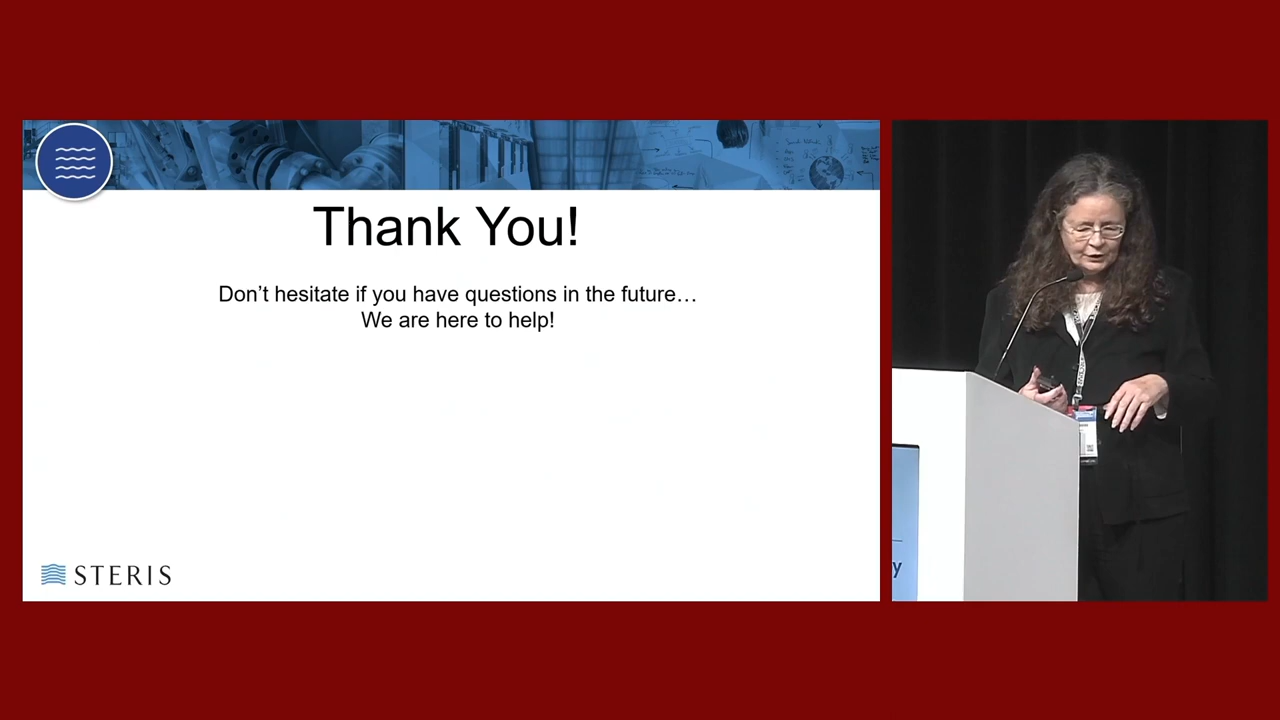 Thank You!
Don’t hesitate if you have questions in the future…
We are here to help!
STERIS
y